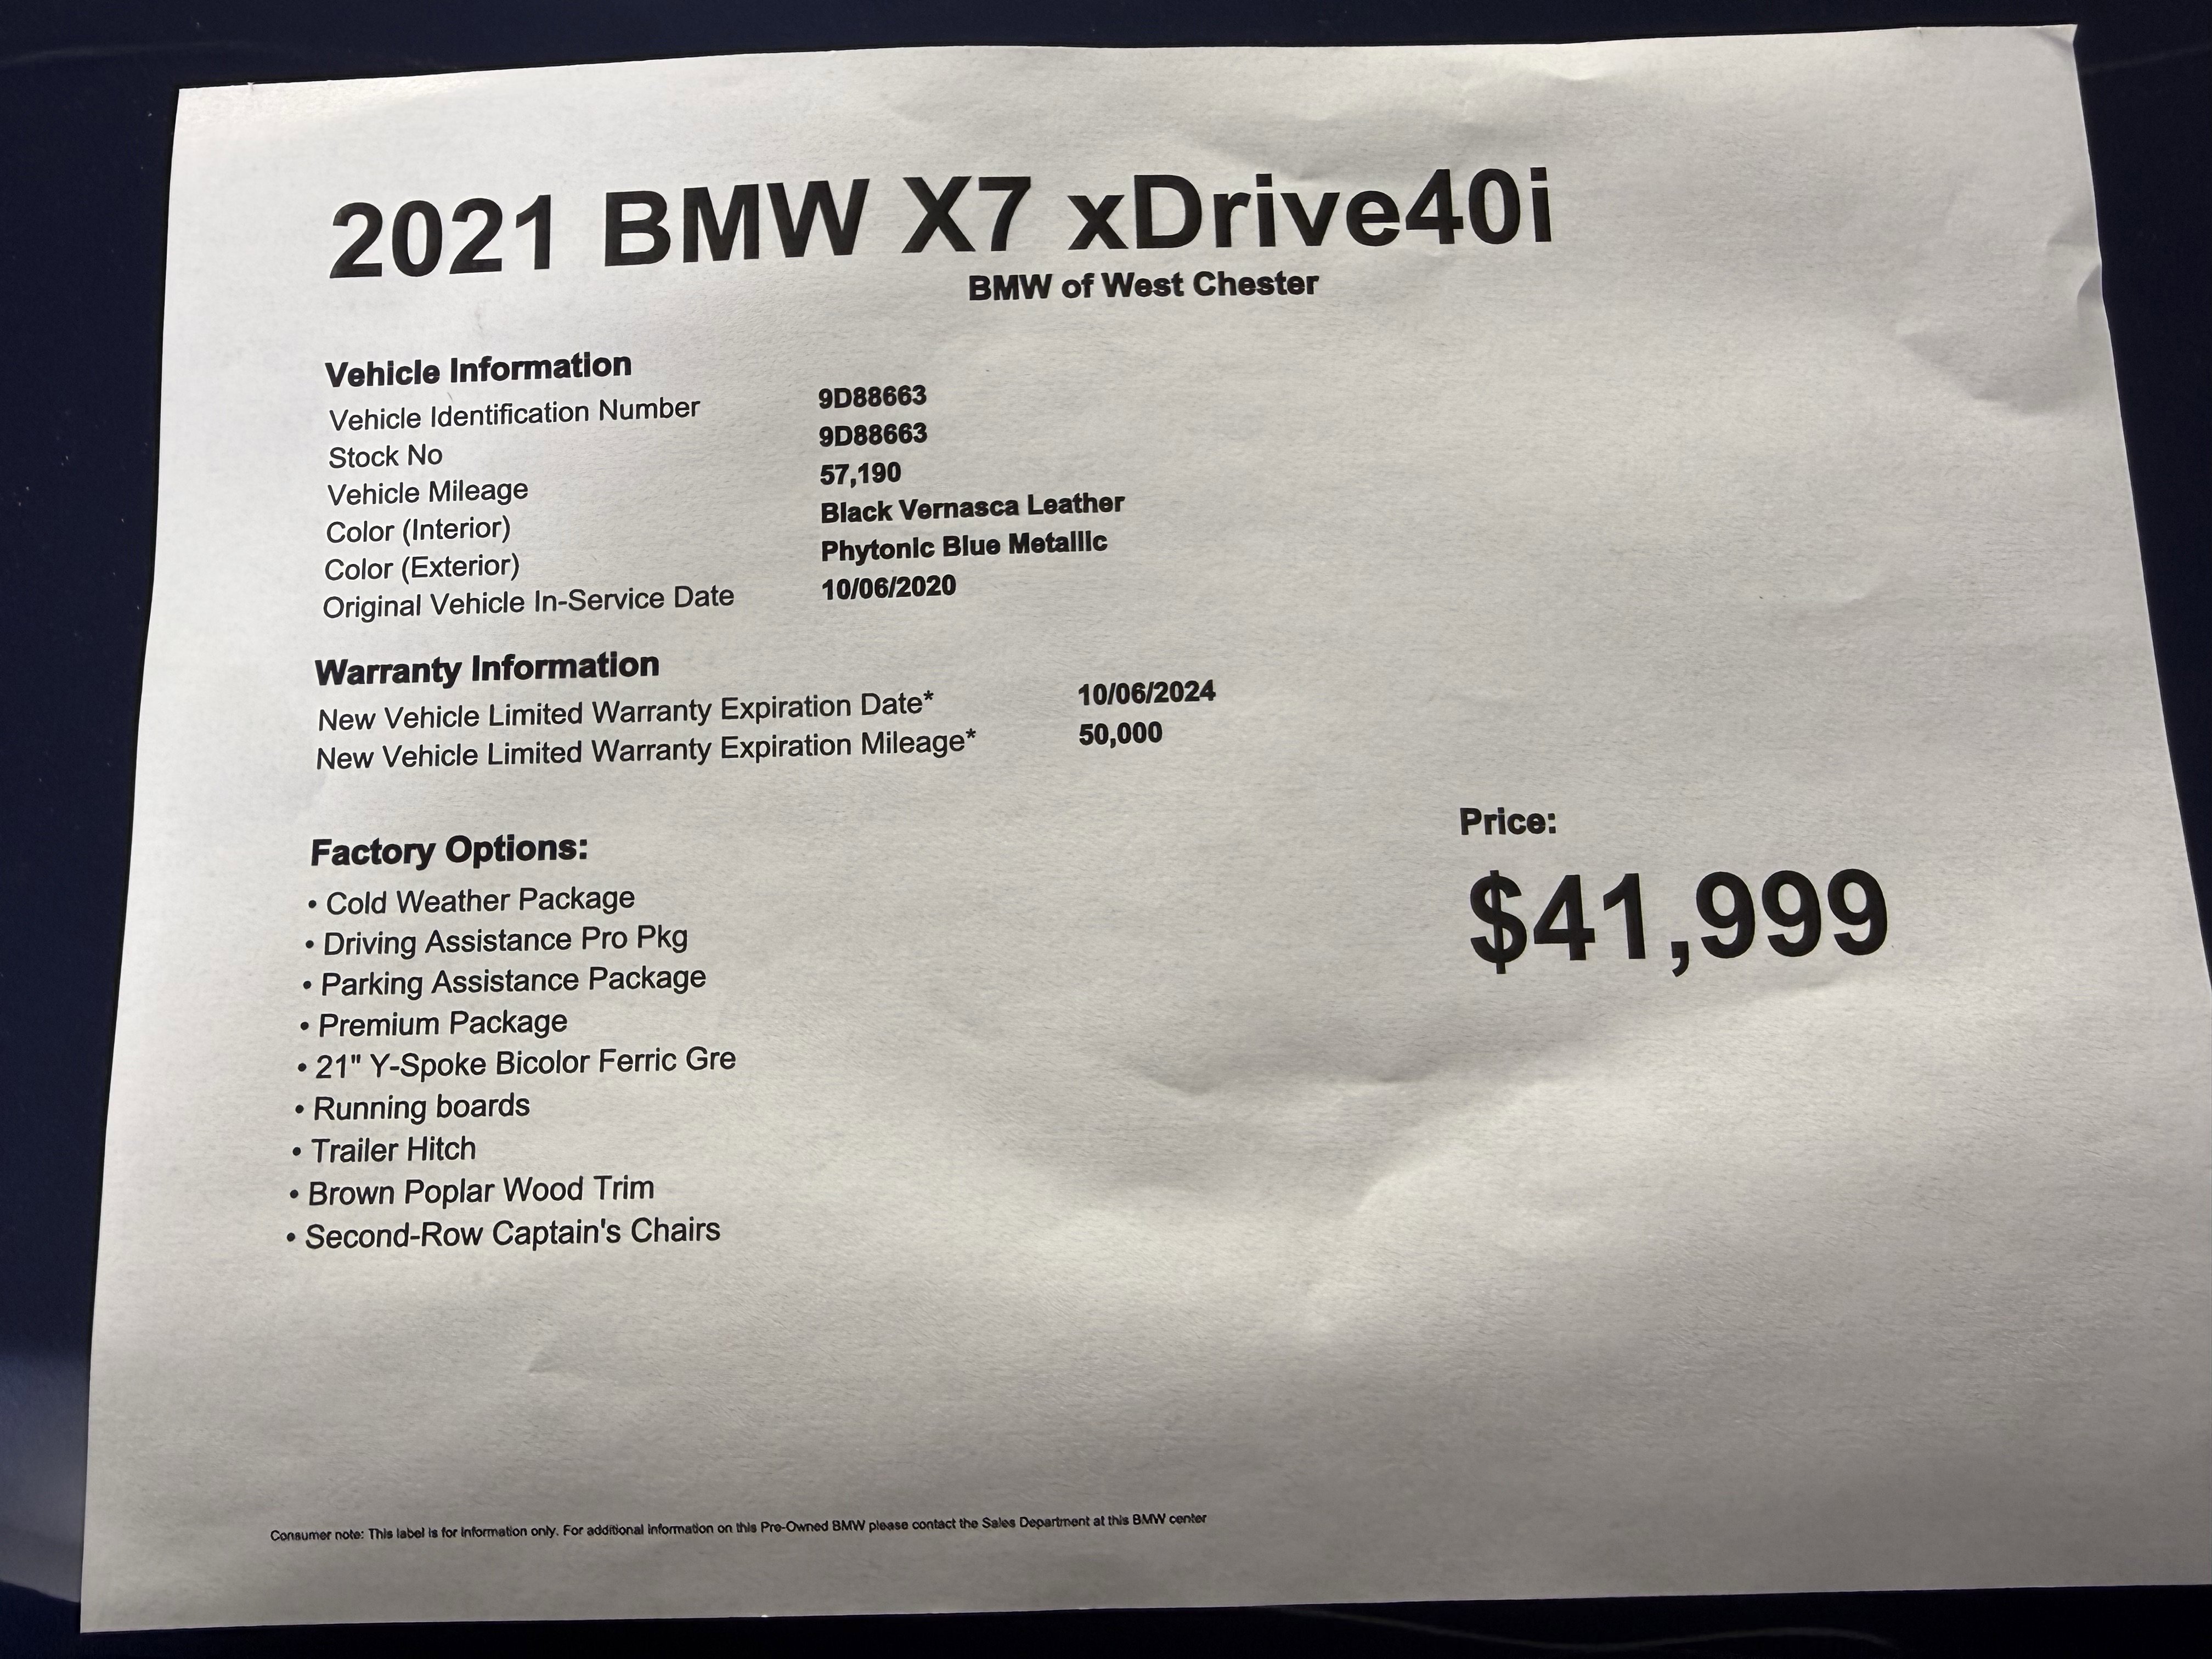 2021 BMW X7 xDrive40i
BMW of West Chester
Vehicle Information
Vehicle Identification Number 9D88663
Stock No 9D88663
Vehicle Mileage 57,190
Color (Interior) Black Vernasca Leather
Color (Exterior) Phytonic Blue Metallic
Original Vehicle In-Service Date 10/06/2020
Warranty Information
New Vehicle Limited Warranty Expiration Date* 10/06/2024
New Vehicle Limited Warranty Expiration Mileage* 50,000
Factory Options:
• Cold Weather Package
• Driving Assistance Pro Pkg
• Parking Assistance Package
• Premium Package
• 21" Y-Spoke Bicolor Ferric Gre
• Running boards
• Trailer Hitch
• Brown Poplar Wood Trim
• Second-Row Captain's Chairs
Price:
$41,999
Consumer note: This label is for information only. For additional information on this Pre-Owned BMW please contact the Sales Department at this BMW center